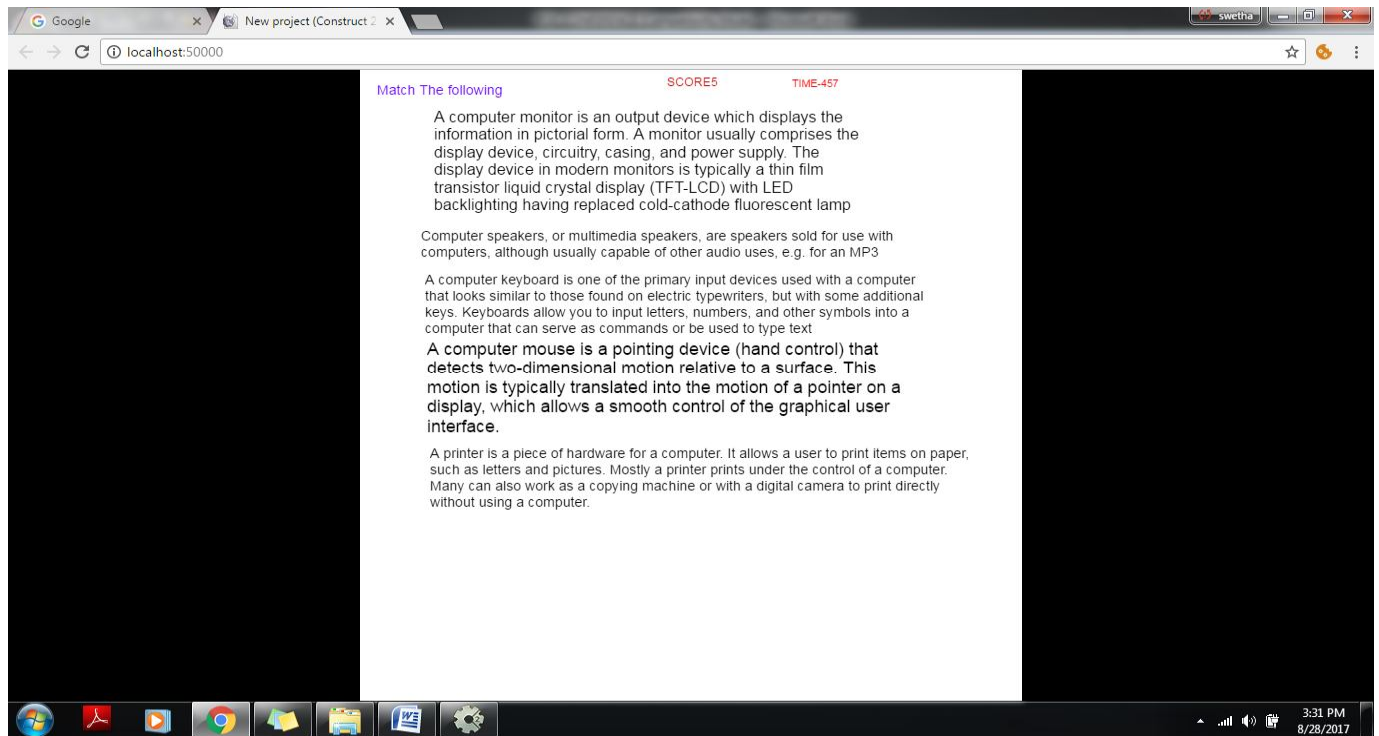 Google
New project (Construct 2
swetha
localhost:50000
Match The following
SCORE5
TIME-457
A computer monitor is an output device which displays the
information in pictorial form. A monitor usually comprises the
display device, circuitry, casing, and power supply. The
display device in modern monitors is typically a thin film
transistor liquid crystal display (TFT-LCD) with LED
backlighting having replaced cold-cathode fluorescent lamp
Computer speakers, or multimedia speakers, are speakers sold for use with
computers, although usually capable of other audio uses, e.g. for an MP3
A computer keyboard is one of the primary input devices used with a computer
that looks similar to those found on electric typewriters, but with some additional
keys. Keyboards allow you to input letters, numbers, and other symbols into a
computer that can serve as commands or be used to type text
A computer mouse is a pointing device (hand control) that
detects two-dimensional motion relative to a surface. This
motion is typically translated into the motion of a pointer on a
display, which allows a smooth control of the graphical user
interface.
A printer is a piece of hardware for a computer. It allows a user to print items on paper,
such as letters and pictures. Mostly a printer prints under the control of a computer.
Many can also work as a copying machine or with a digital camera to print directly
without using a computer.
3:31 PM
8/28/2017